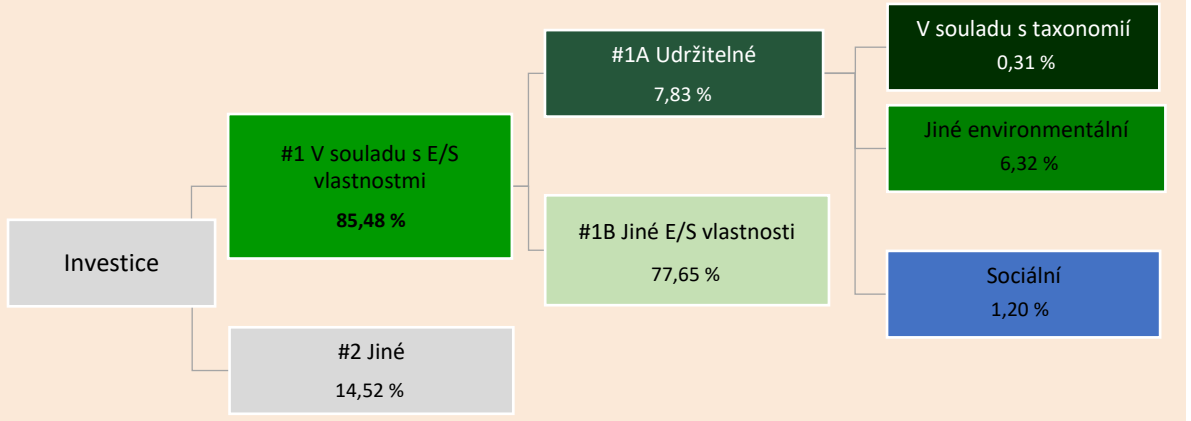 Investice
#1 V souladu s E/S
vlastnostmi
85,48 %
#2 Jiné
14,52 %
#1A Udržitelné
7,83 %
#1B Jiné E/S vlastnosti
77,65 %
V souladu s taxonomií
0,31 %
Jiné environmentální
6,32 %
Sociální
1,20 %